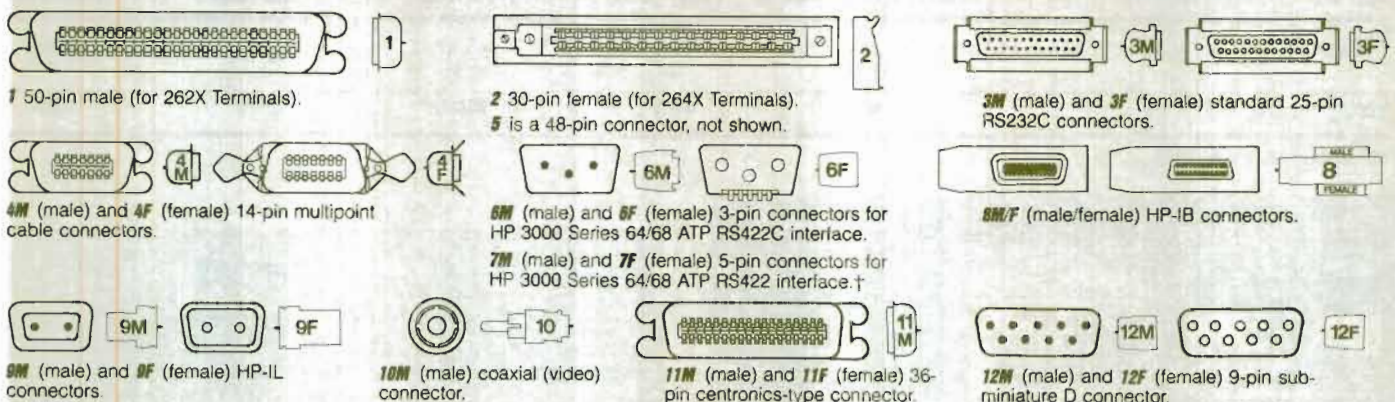 1
1 50-pin male (for 262X Terminals).
2
2 30-pin female (for 264X Terminals).
5 is a 48-pin connector, not shown.
3M
3F
3M (male) and 3F (female) standard 25-pin
RS232C connectors.
4
M
4
F
4M (male) and 4F (female) 14-pin multipoint
cable connectors.
6M
6F
6M (male) and 6F (female) 3-pin connectors for
HP 3000 Series 64/68 ATP RS422C interface.
7M (male) and 7F (female) 5-pin connectors for
HP 3000 Series 64/68 ATP RS422 interface.†
MALE
8
FEMALE
8M/F (male/female) HP-IB connectors.
9M
9F
9M (male) and 9F (female) HP-IL
connectors.
10
10M (male) coaxial (video)
connector.
11
M
11M (male) and 11F (female) 36-
pin centronics-type connector.
12M
12F
12M (male) and 12F (female) 9-pin sub-
miniature D connector.